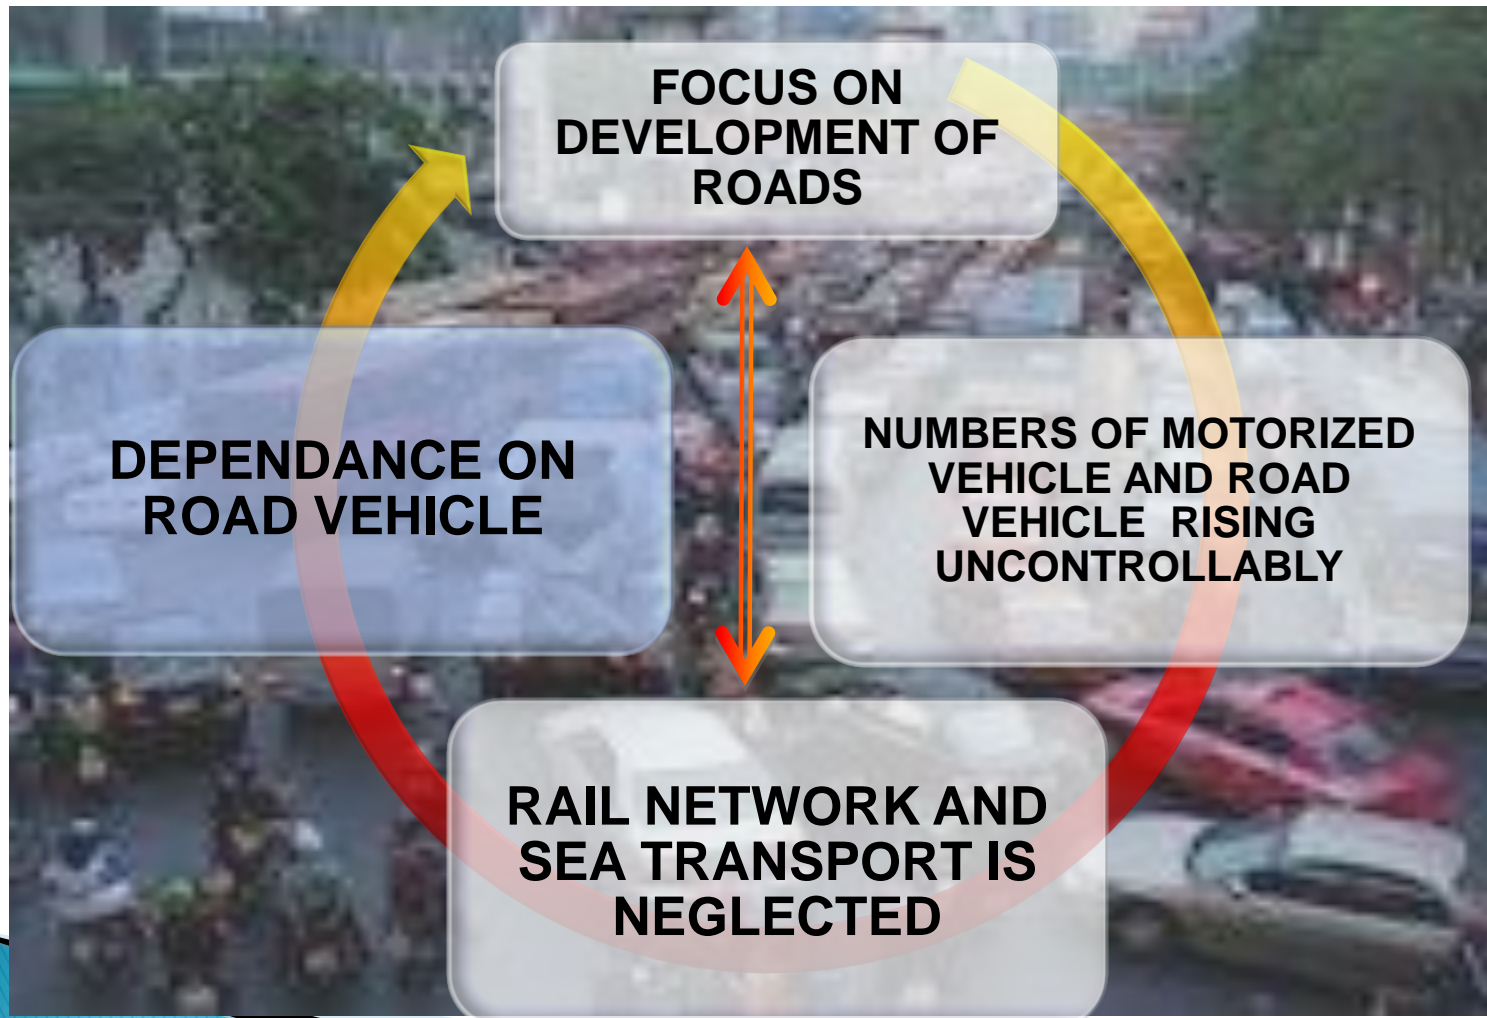 FOCUS ON
DEVELOPMENT OF
ROADS
DEPENDANCE ON
ROAD VEHICLE
NUMBERS OF MOTORIZED
VEHICLE AND ROAD
VEHICLE  RISING
UNCONTROLLABLY
RAIL NETWORK AND
SEA TRANSPORT IS
NEGLECTED